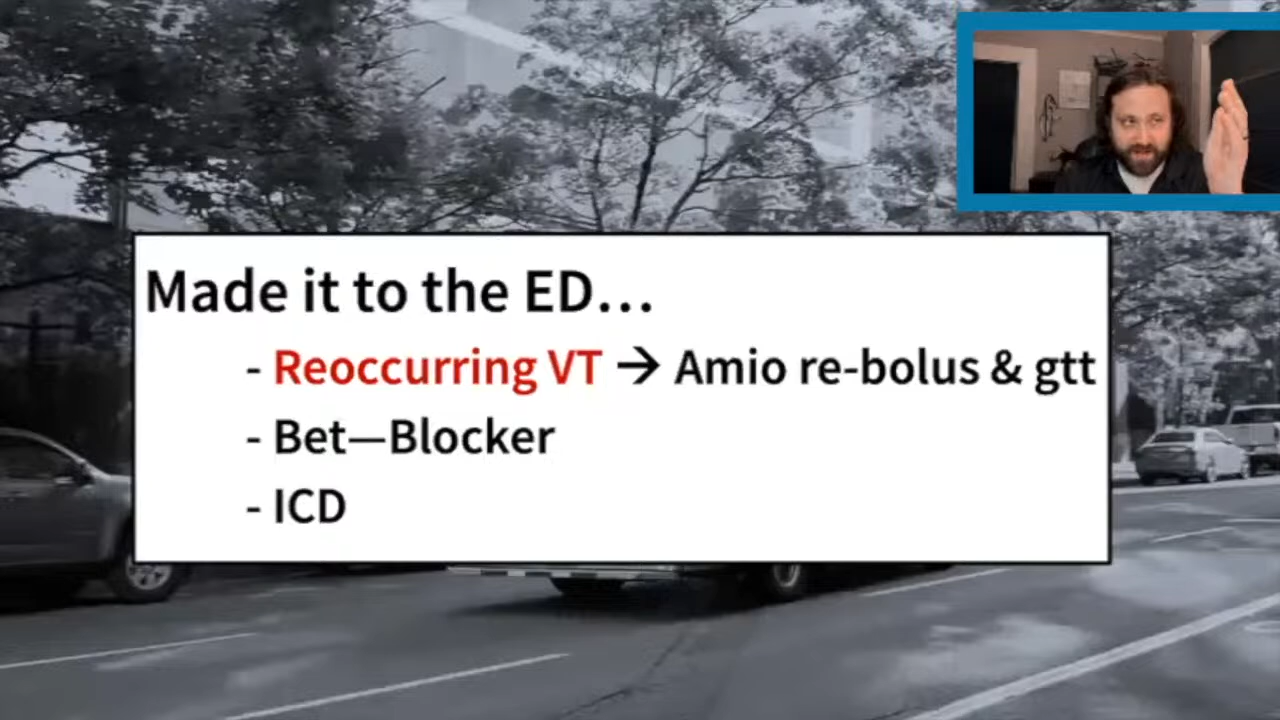 Made it to the ED...
- Reoccurring VT → Amio re-bolus & gtt
- Bet—Blocker
- ICD